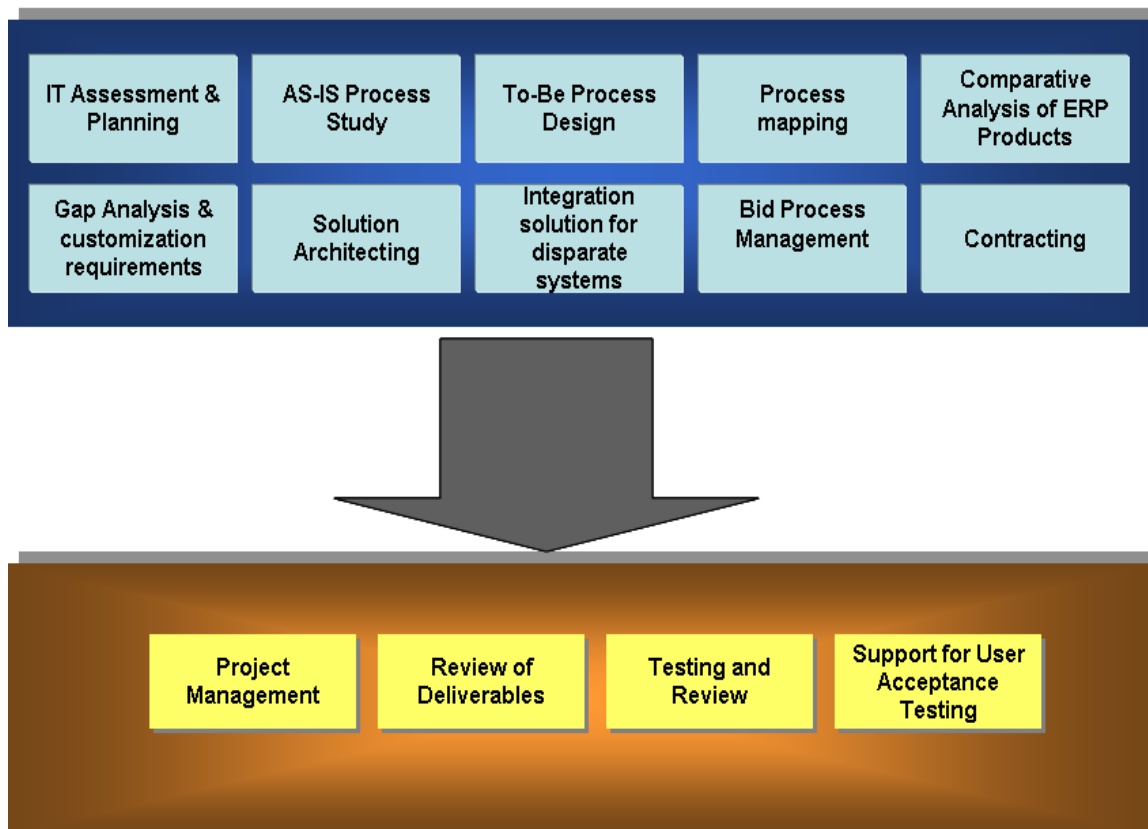 IT Assessment &
Planning
AS-IS Process
Study
To-Be Process
Design
Process
mapping
Comparative
Analysis of ERP
Products
Gap Analysis &
customization
requirements
Solution
Architecting
Integration
solution for
disparate
systems
Bid Process
Management
Contracting
Project
Management
Review of
Deliverables
Testing and
Review
Support for User
Acceptance
Testing